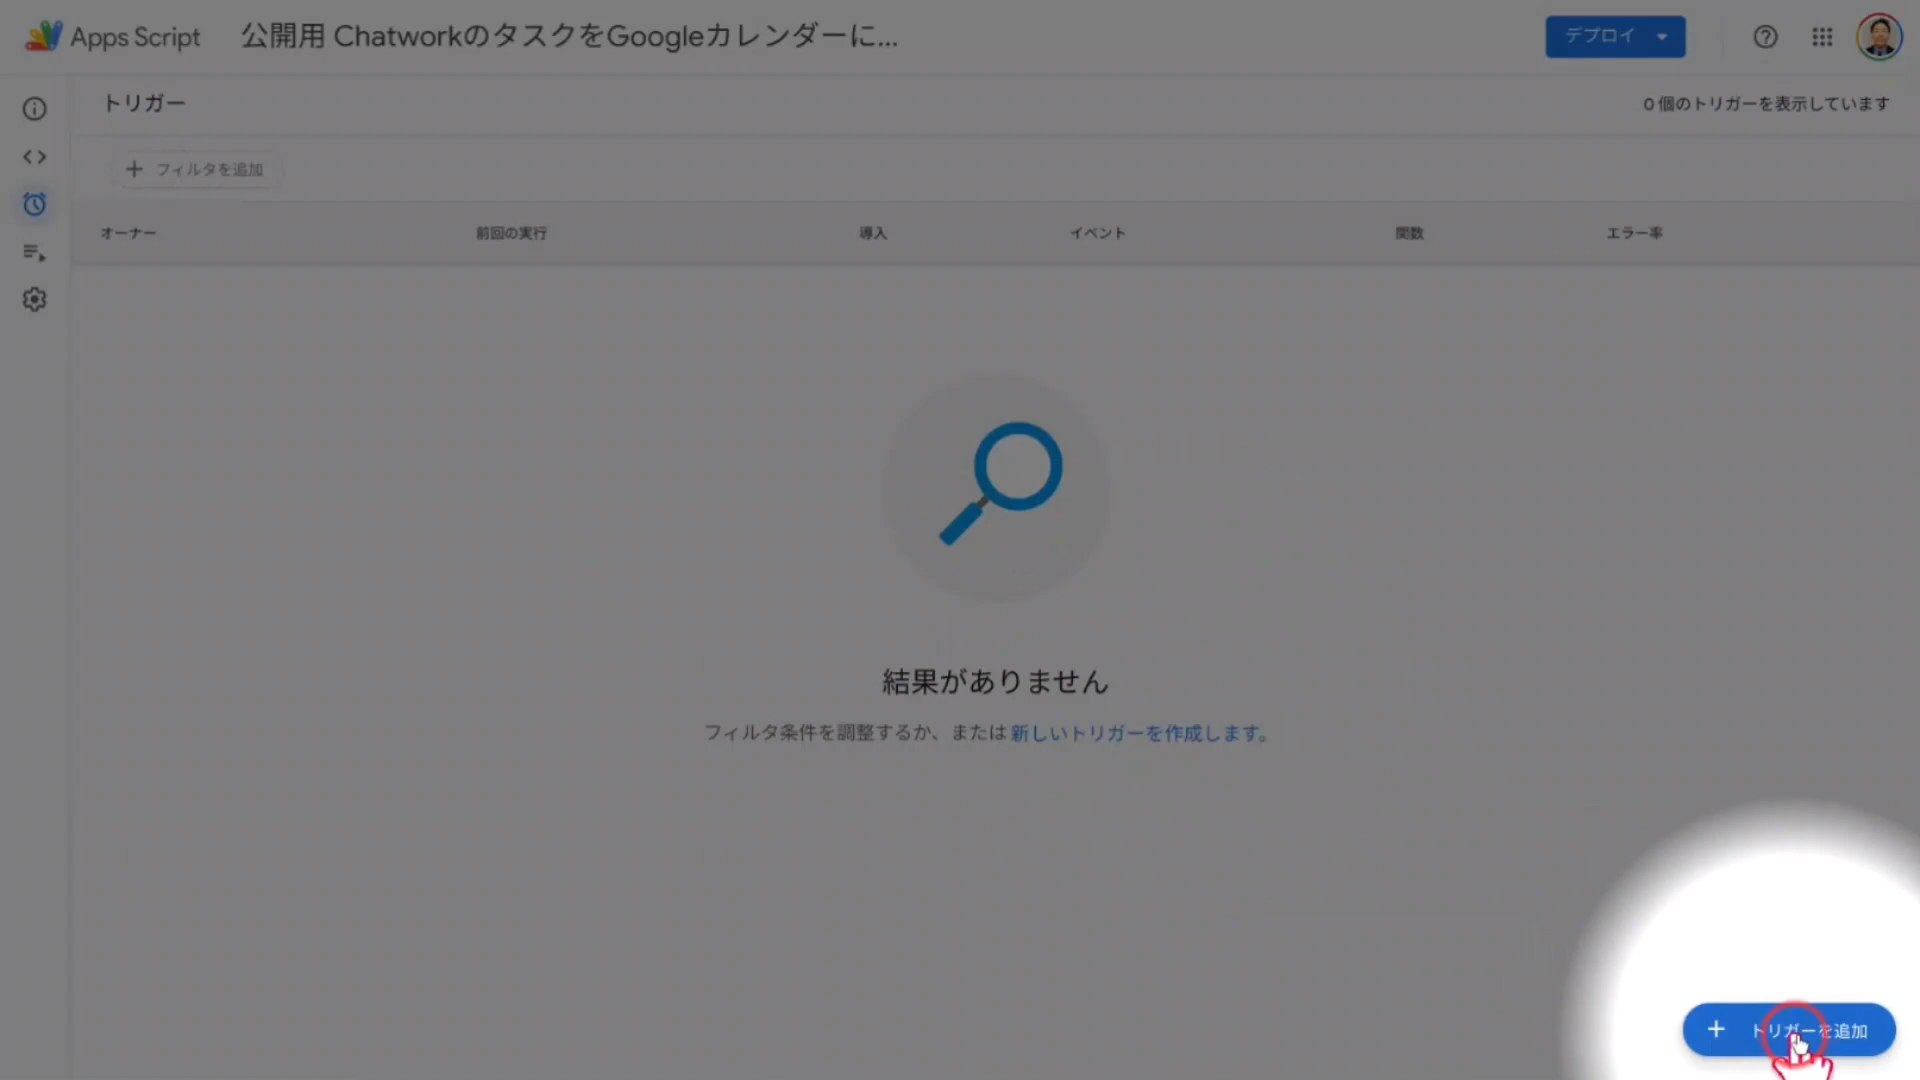 Apps Script
公開用 ChatworkのタスクをGoogleカレンダーに...
デプロイ
トリガー
0 個のトリガーを表示しています
フィルタを追加
オーナー 前回の実行 導入 イベント 関数 エラー率
結果がありません
フィルタ条件を調整するか、または新しいトリガーを作成します。
トリガーを追加